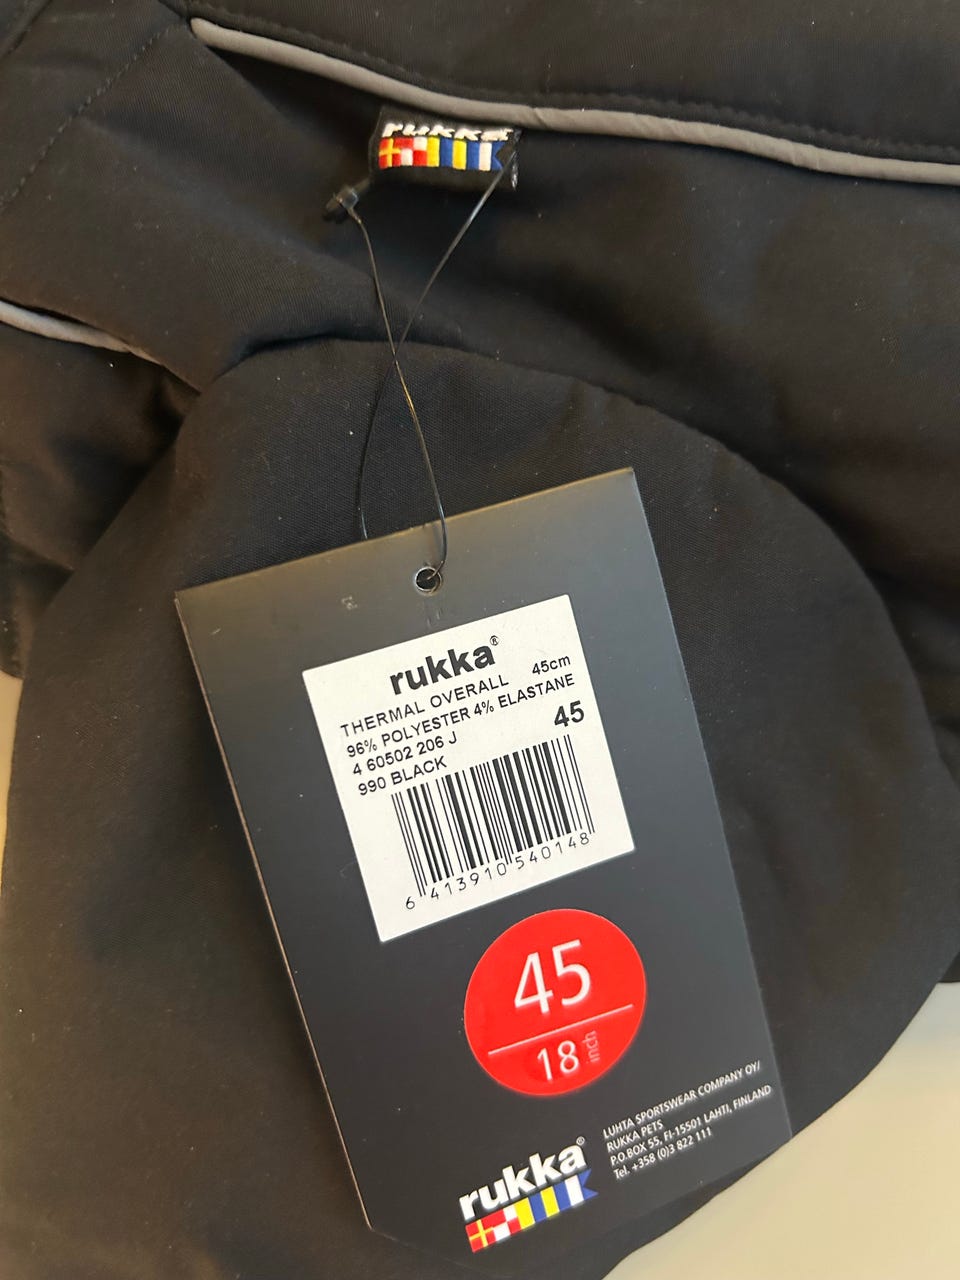 rukka
rukka®
THERMAL OVERALL 45cm
96% POLYESTER 4% ELASTANE
4 60502 206 J 45
990 BLACK
6 413910 540148
45
18 inch
LUHTA SPORTSWEAR COMPANY OY/
RUKKA PETS
P.O.BOX 55, FI-15501 LAHTI, FINLAND
Tel. +358 (0)3 822 111
rukka®